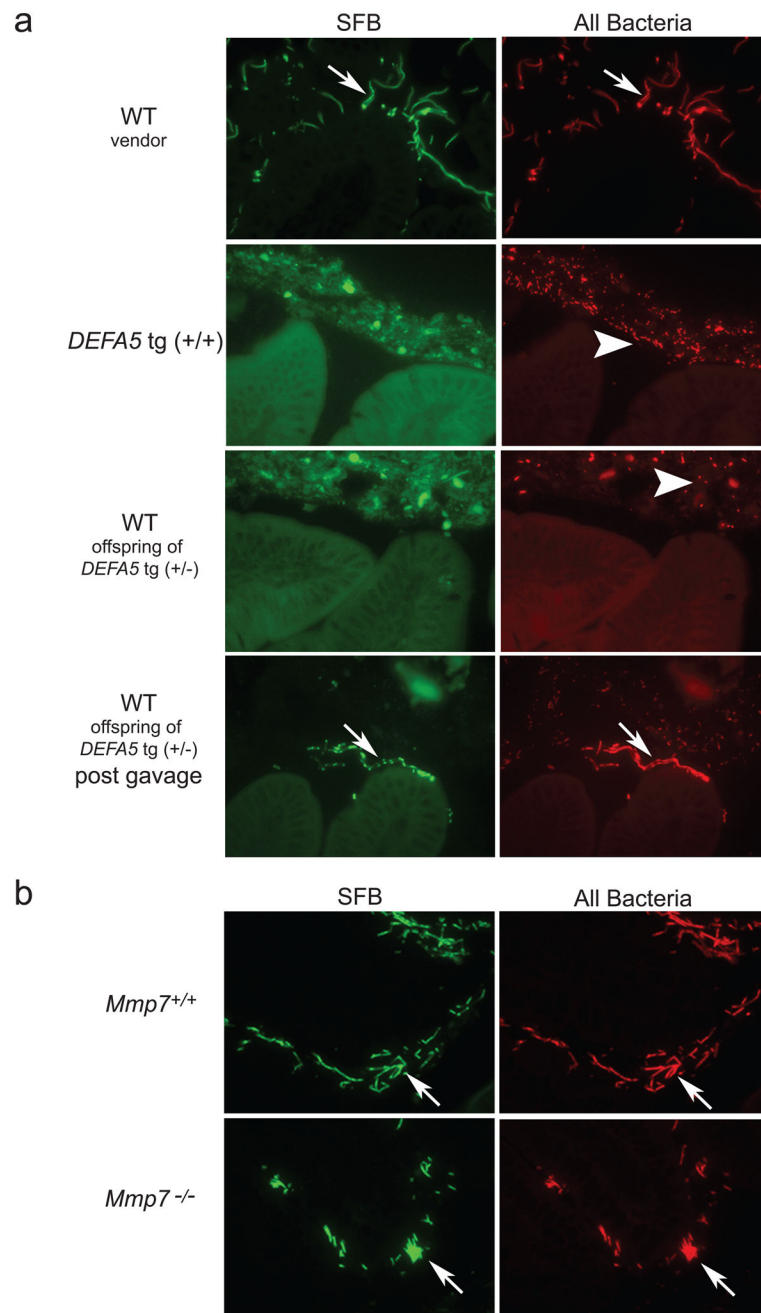 a
SFB
All Bacteria
WT
vendor
DEFA5 tg (+/+)
WT
offspring of
DEFA5 tg (+/-)
WT
offspring of
DEFA5 tg (+/-)
post gavage
b
SFB
All Bacteria
Mmp7+/+
Mmp7 -/-